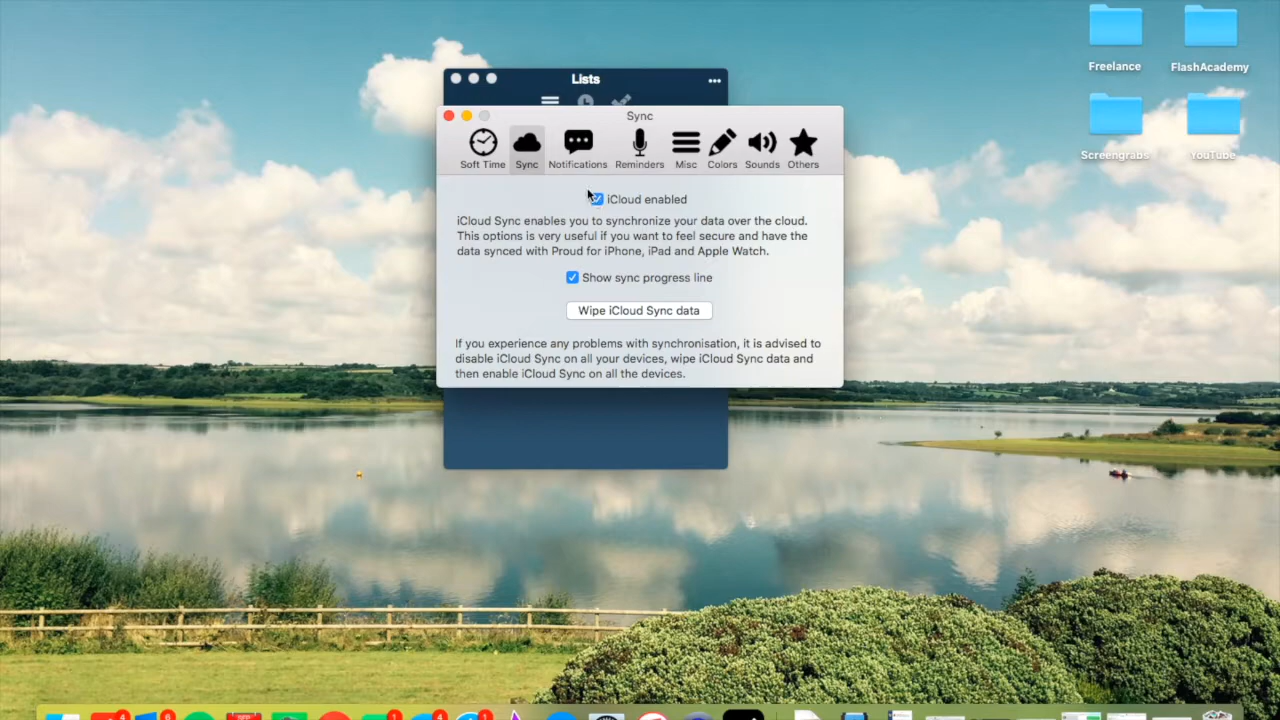 Freelance
FlashAcademy
Screengrabs
YouTube
Lists
Sync
Soft Time
Sync
Notifications
Reminders
Misc
Colors
Sounds
Others
iCloud enabled
iCloud Sync enables you to synchronize your data over the cloud.
This options is very useful if you want to feel secure and have the
data synced with Proud for iPhone, iPad and Apple Watch.
Show sync progress line
Wipe iCloud Sync data
If you experience any problems with synchronisation, it is advised to
disable iCloud Sync on all your devices, wipe iCloud Sync data and
then enable iCloud Sync on all the devices.